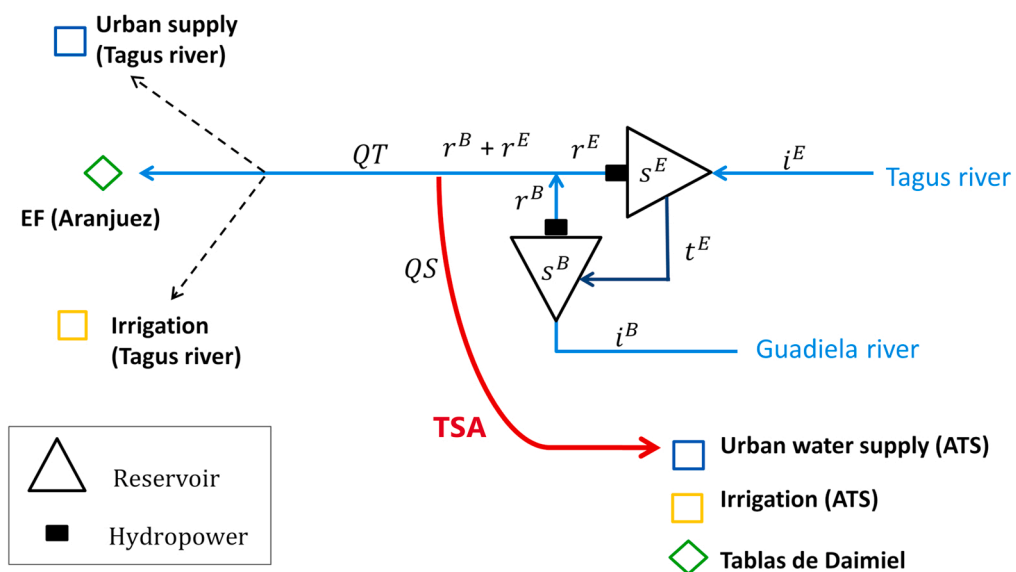 Urban supply
(Tagus river)
QT
r^B + r^E
r^E
s^E
i^E
Tagus river
EF (Aranjuez)
r^B
t^E
QS
s^B
Irrigation
(Tagus river)
i^B
Guadiela river
TSA
Urban water supply (ATS)
Reservoir
Irrigation (ATS)
Hydropower
Tablas de Daimiel